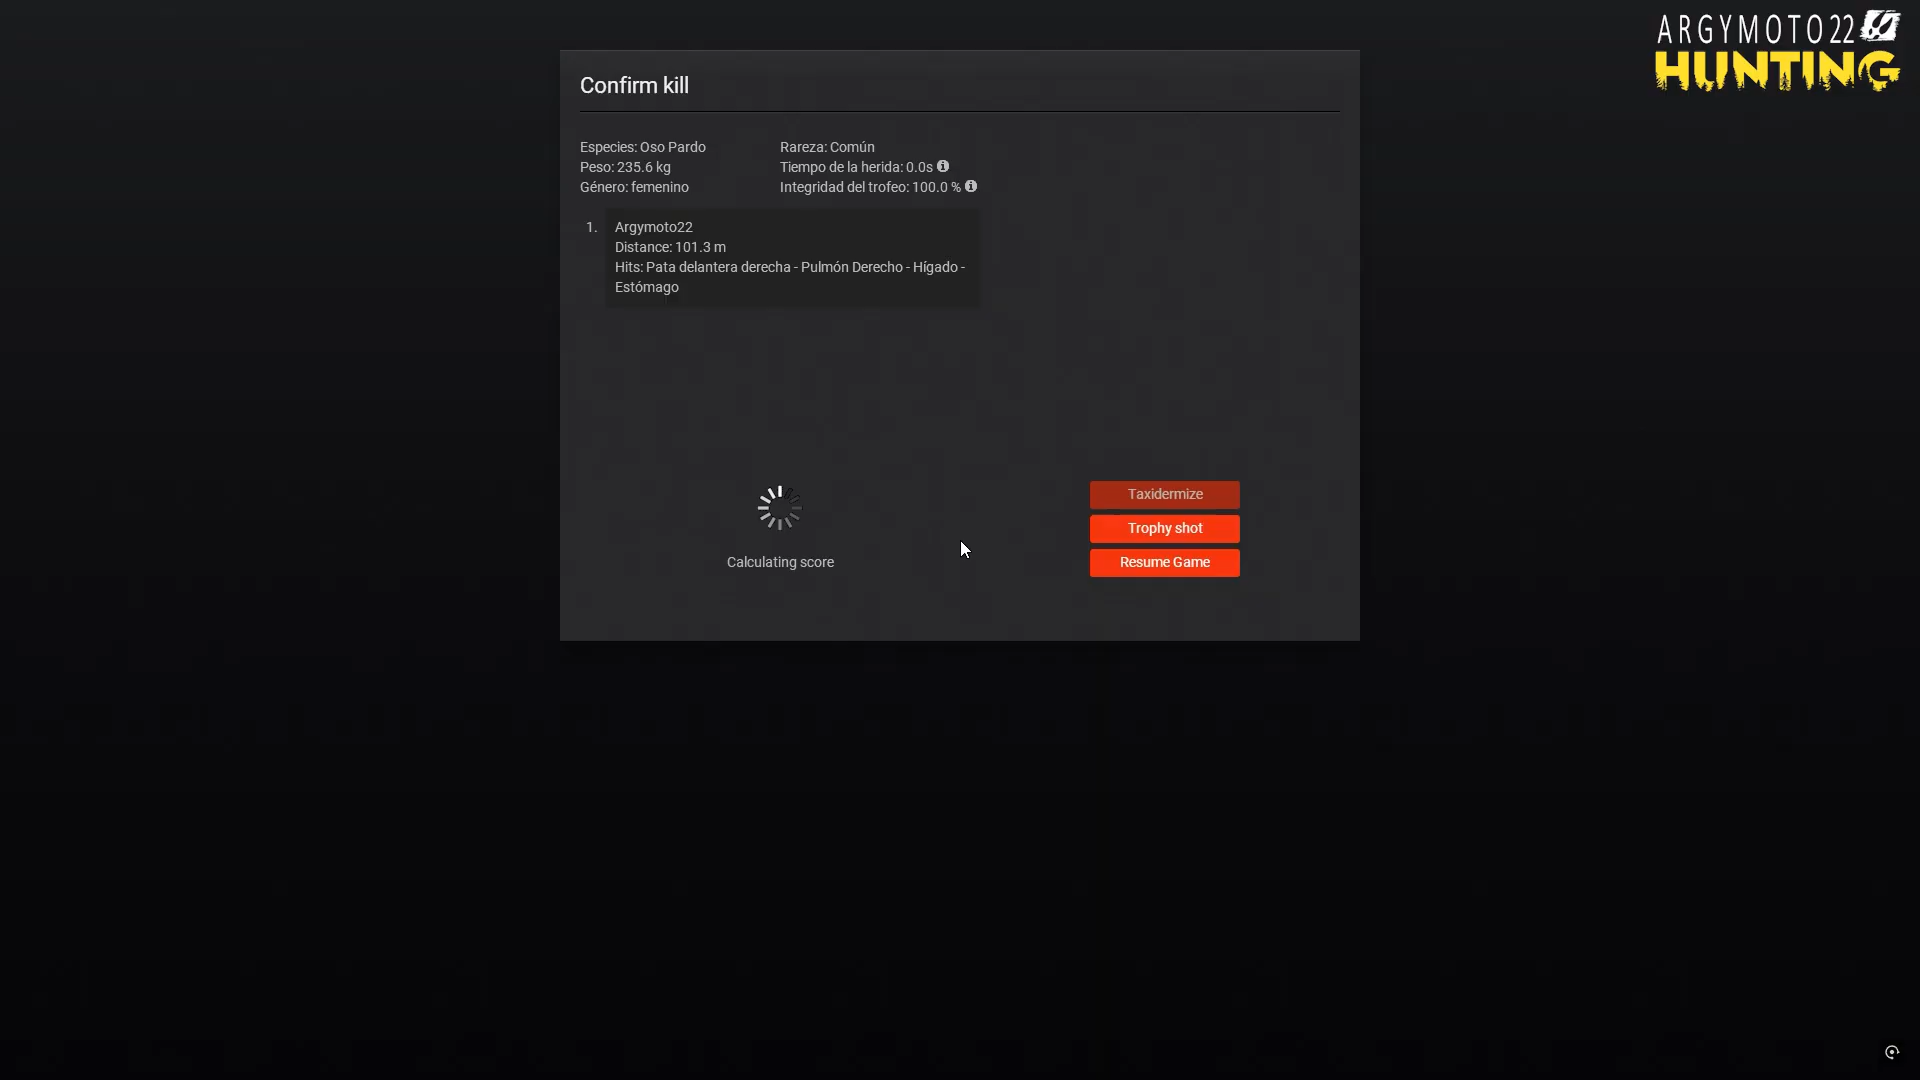 ARGYMOTO22
HUNTING
Confirm kill
Especies: Oso Pardo
Peso: 235.6 kg
Género: femenino
Rareza: Común
Tiempo de la herida: 0.0s
Integridad del trofeo: 100.0 %
1.
Argymoto22
Distance: 101.3 m
Hits: Pata delantera derecha - Pulmón Derecho - Hígado -
Estómago
Calculating score
Taxidermize
Trophy shot
Resume Game